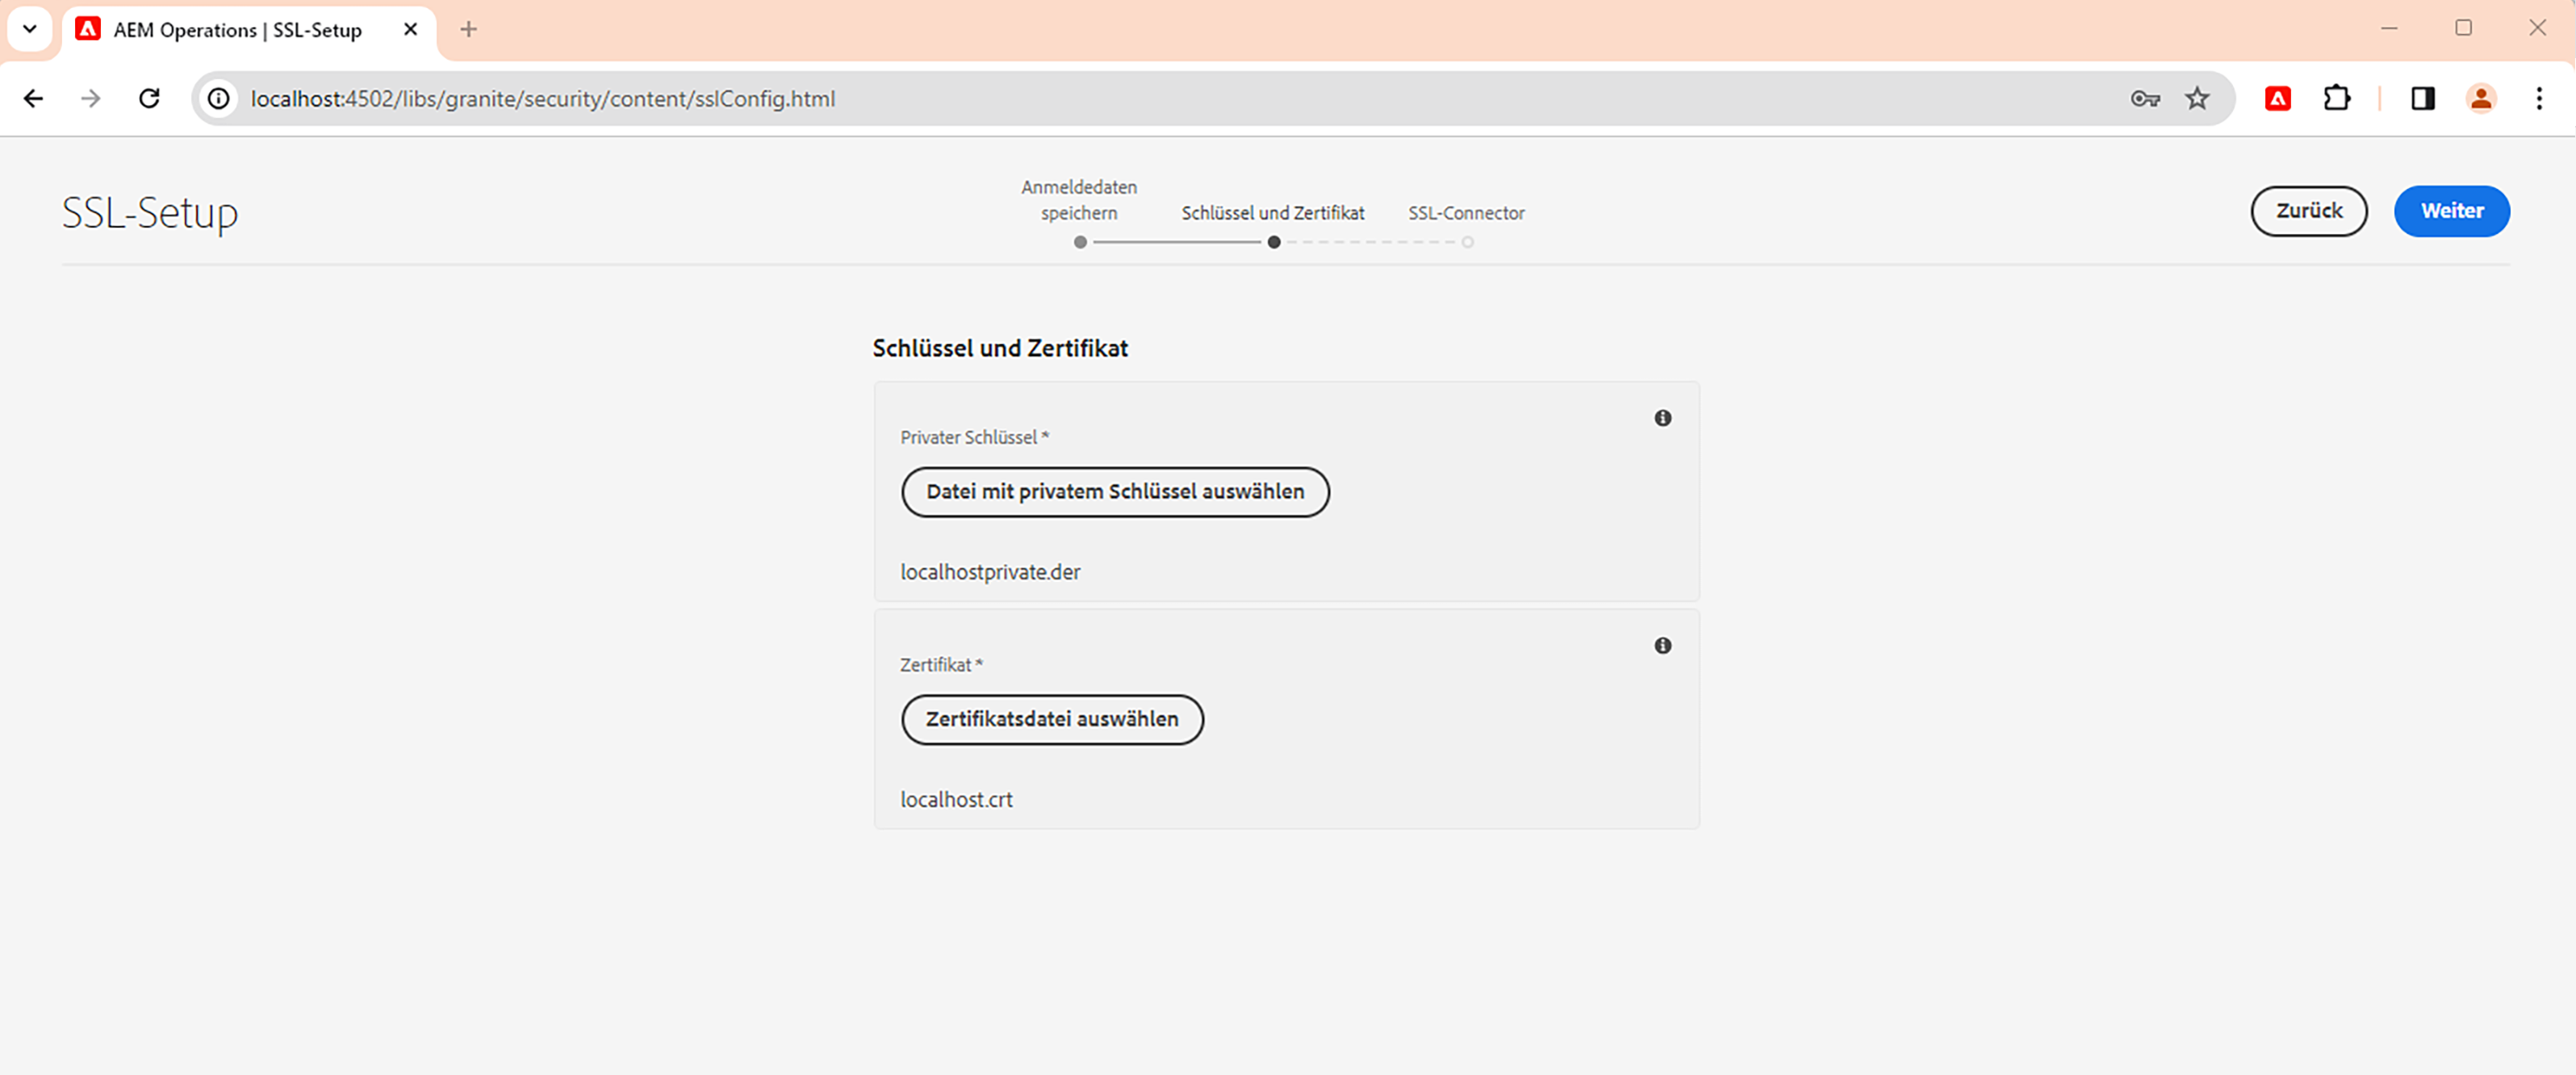 AEM Operations | SSL-Setup
localhost:4502/libs/granite/security/content/sslConfig.html
SSL-Setup
Anmeldedaten
speichern
Schlüssel und Zertifikat
SSL-Connector
Zurück
Weiter
Schlüssel und Zertifikat
Privater Schlüssel *
Datei mit privatem Schlüssel auswählen
localhostprivate.der
Zertifikat *
Zertifikatsdatei auswählen
localhost.crt